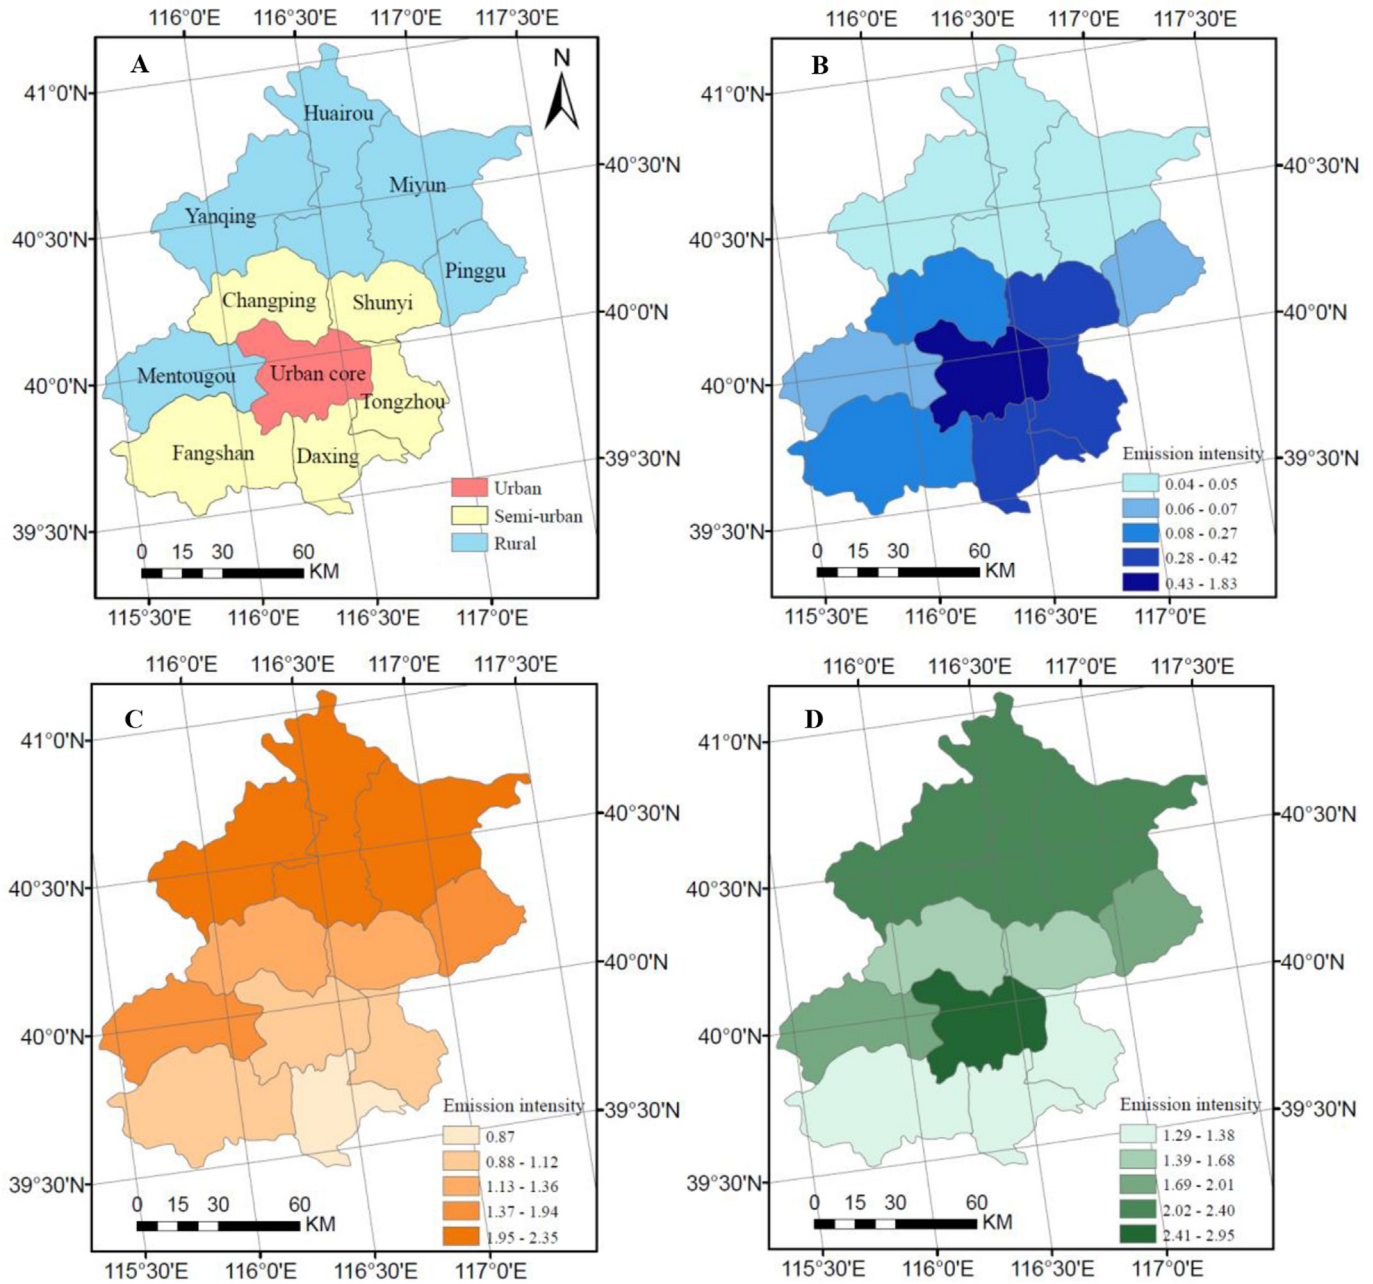 116°0'E 116°30'E 117°0'E 117°30'E
A
N
41°0'N
40°30'N
40°30'N
40°0'N
40°0'N
39°30'N
39°30'N
Huairou
Miyun
Yanqing
Pinggu
Changping Shunyi
Mentougou Urban core
Tongzhou
Fangshan Daxing
Urban
Semi-urban
Rural
0 15 30 60
KM
115°30'E 116°0'E 116°30'E 117°0'E
116°0'E 116°30'E 117°0'E 117°30'E
B
41°0'N
40°30'N
40°30'N
40°0'N
40°0'N
39°30'N
39°30'N
Emission intensity
0.04 - 0.05
0.06 - 0.07
0.08 - 0.27
0.28 - 0.42
0.43 - 1.83
0 15 30 60
KM
115°30'E 116°0'E 116°30'E 117°0'E
116°0'E 116°30'E 117°0'E 117°30'E
C
41°0'N
40°30'N
40°30'N
40°0'N
40°0'N
39°30'N
39°30'N
Emission intensity
0.87
0.88 - 1.12
1.13 - 1.36
1.37 - 1.94
1.95 - 2.35
0 15 30 60
KM
115°30'E 116°0'E 116°30'E 117°0'E
116°0'E 116°30'E 117°0'E 117°30'E
D
41°0'N
40°30'N
40°30'N
40°0'N
40°0'N
39°30'N
39°30'N
Emission intensity
1.29 - 1.38
1.39 - 1.68
1.69 - 2.01
2.02 - 2.40
2.41 - 2.95
0 15 30 60
KM
115°30'E 116°0'E 116°30'E 117°0'E